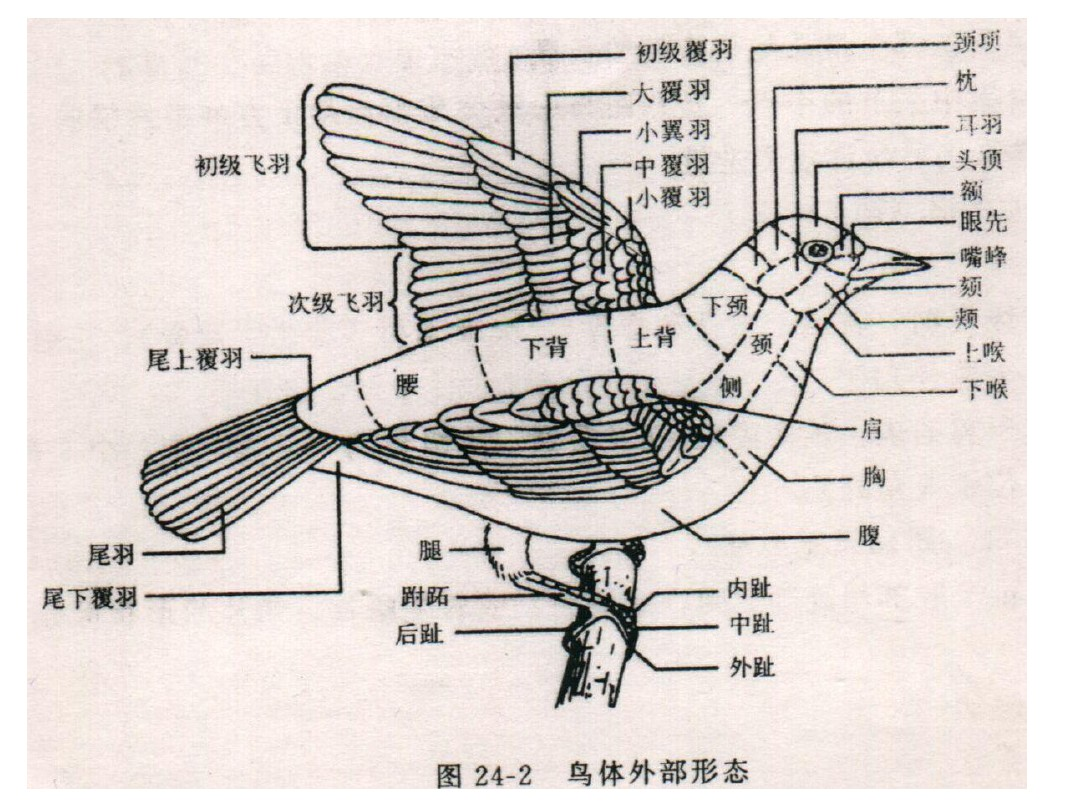 初级覆羽
大覆羽
小翼羽
中覆羽
小覆羽
初级飞羽
次级飞羽
颈项
枕
耳羽
头顶
额
眼先
嘴峰
颏
颊
上喉
下喉
下颈
颈
侧
上背
下背
腰
尾上覆羽
肩
胸
腹
尾羽
尾下覆羽
腿
跗跖
后趾
内趾
中趾
外趾
图 24-2 鸟体外部形态